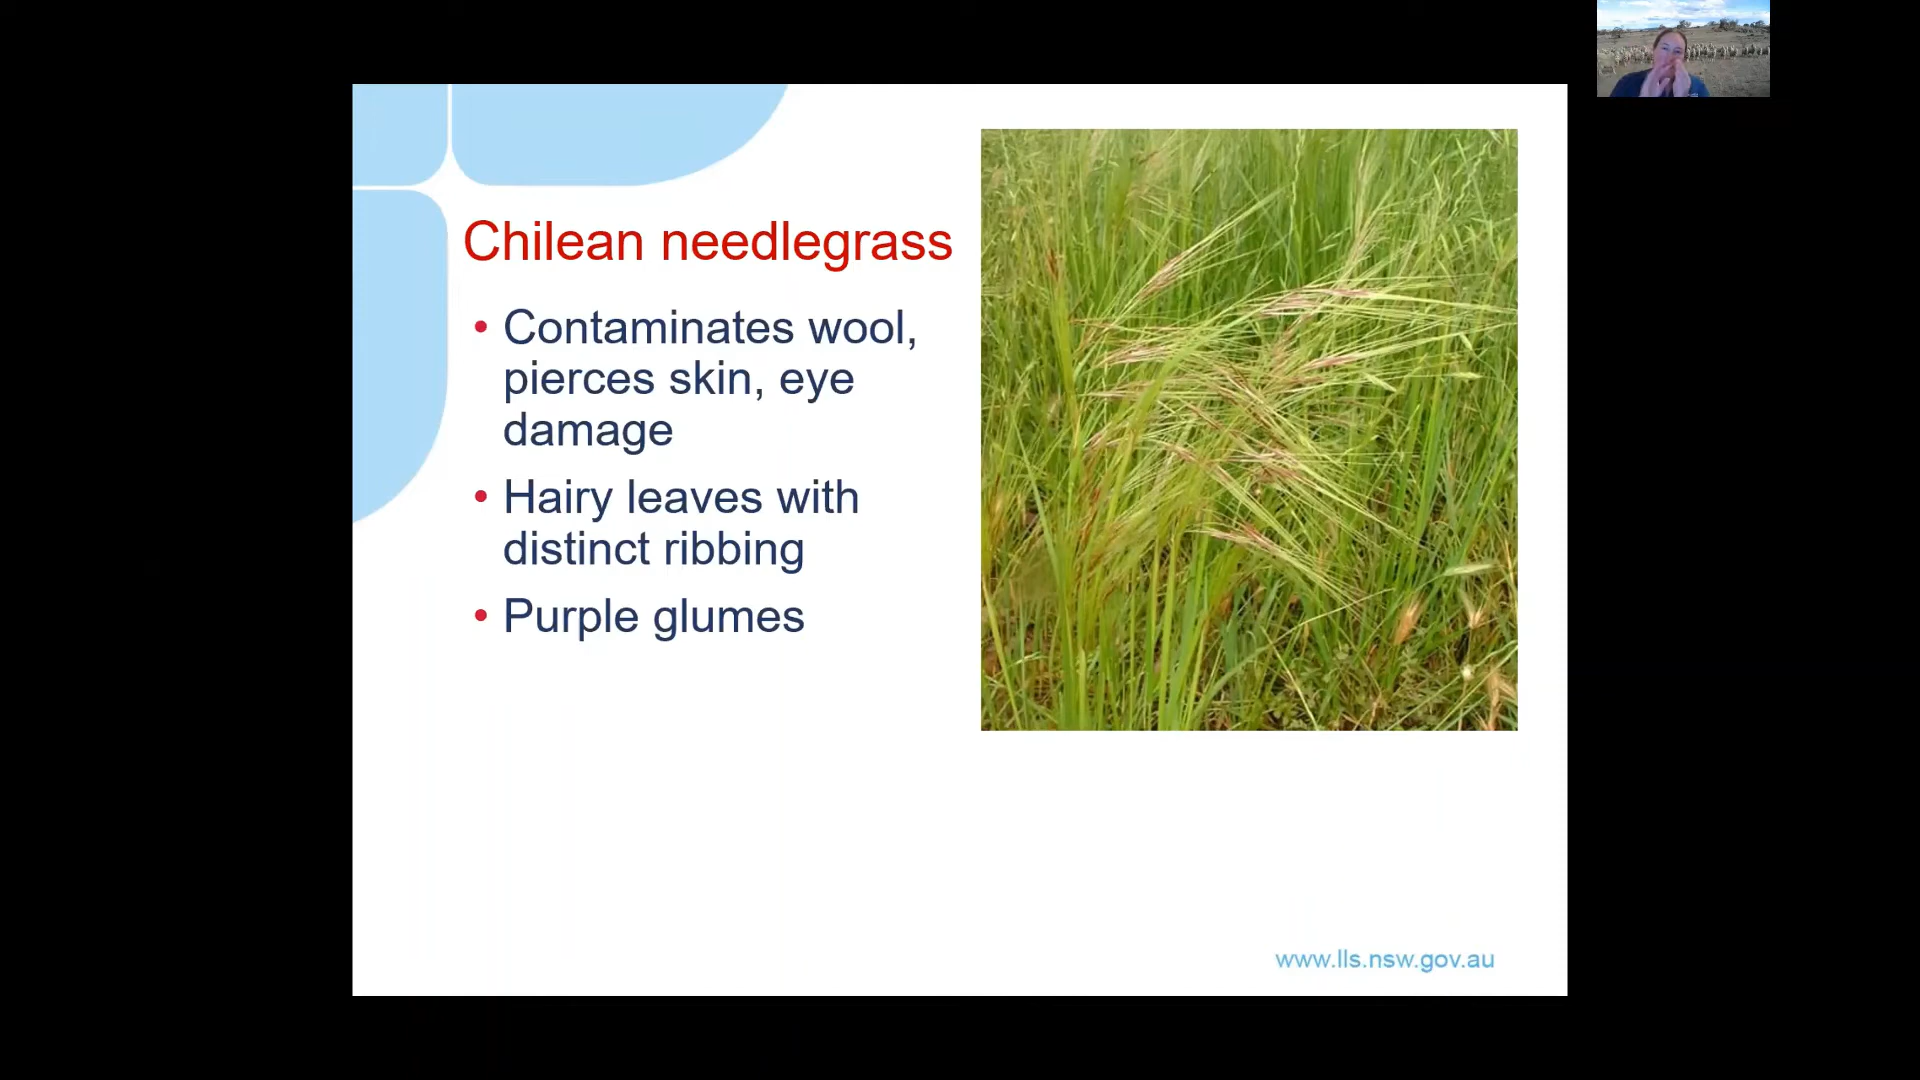 Chilean needlegrass
• Contaminates wool,
pierces skin, eye
damage
• Hairy leaves with
distinct ribbing
• Purple glumes
www.lls.nsw.gov.au